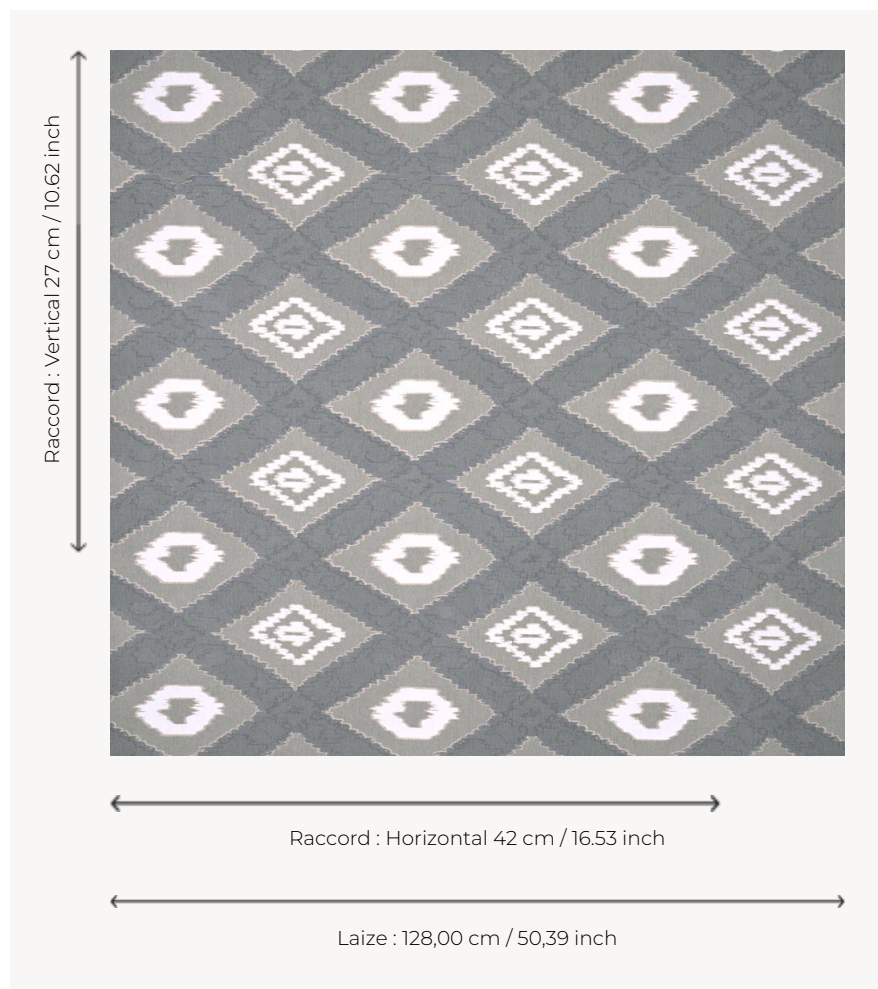 Raccord : Vertical 27 cm / 10.62 inch
Raccord : Horizontal 42 cm / 16.53 inch
Laize : 128,00 cm / 50,39 inch